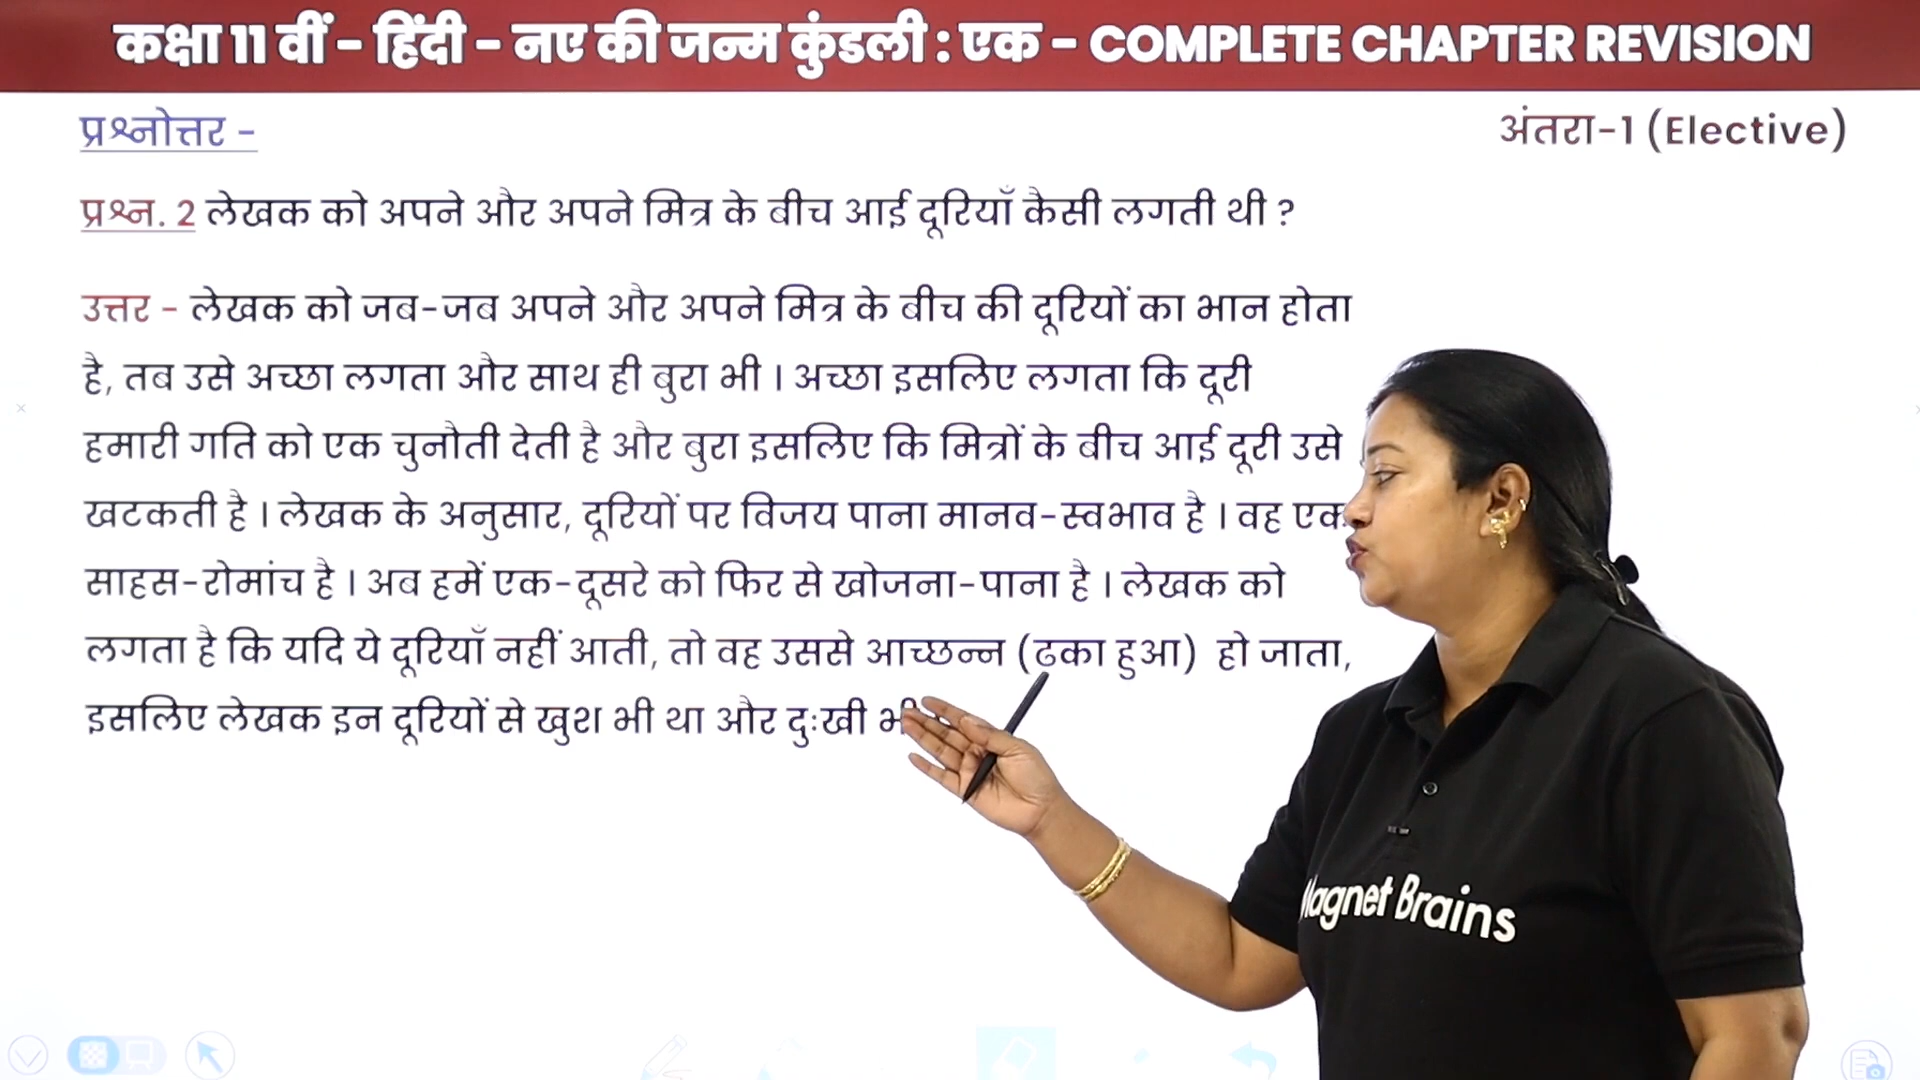 कक्षा 11 वीं - हिंदी - नए की जन्म कुंडली : एक - COMPLETE CHAPTER REVISION
प्रश्नोत्तर -
अंतरा-1 (Elective)
प्रश्न. 2 लेखक को अपने और अपने मित्र के बीच आई दूरियाँ कैसी लगती थी ?
उत्तर - लेखक को जब-जब अपने और अपने मित्र के बीच की दूरियों का भान होता
है, तब उसे अच्छा लगता और साथ ही बुरा भी । अच्छा इसलिए लगता कि दूरी
हमारी गति को एक चुनौती देती है और बुरा इसलिए कि मित्रों के बीच आई दूरी उसे
खटकती है । लेखक के अनुसार, दूरियों पर विजय पाना मानव-स्वभाव है । वह एक
साहस-रोमांच है । अब हमें एक-दूसरे को फिर से खोजना-पाना है । लेखक को
लगता है कि यदि ये दूरियाँ नहीं आती, तो वह उससे आच्छन्न (ढका हुआ) हो जाता,
इसलिए लेखक इन दूरियों से खुश भी था और दुःखी भी
Magnet Brains